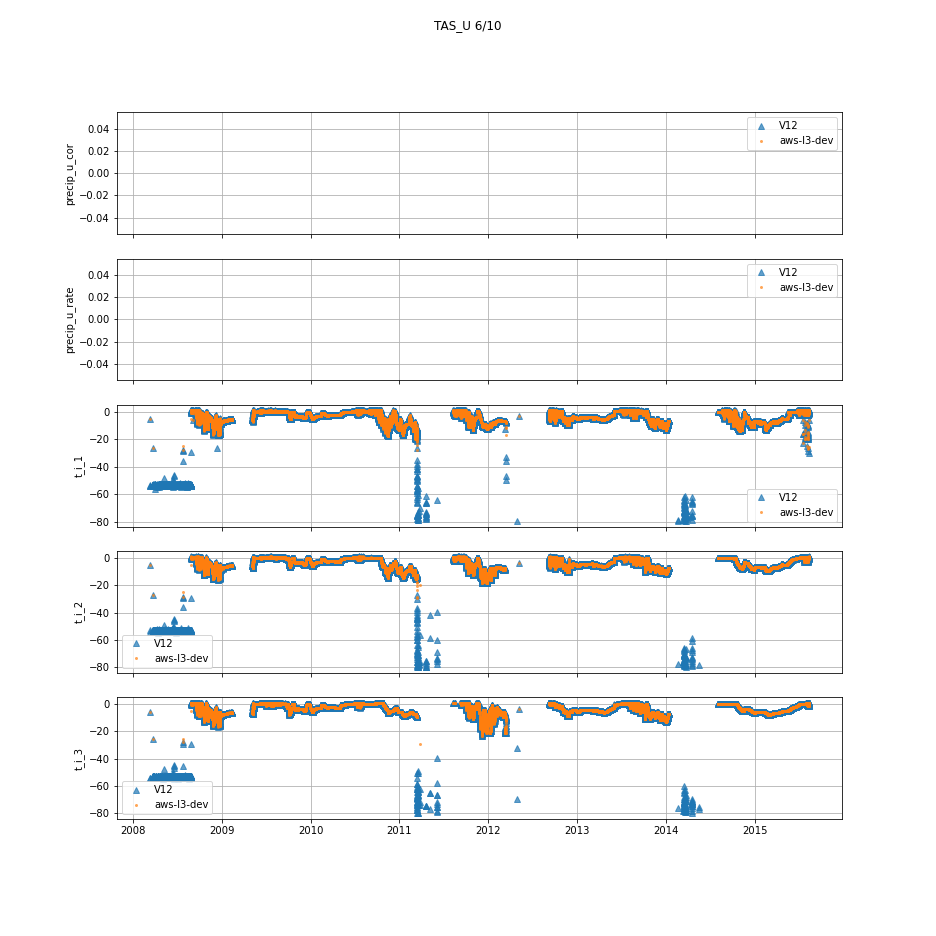 TAS_U 6/10
precip_u_cor
0.04
0.02
0.00
−0.02
−0.04
V12
aws-l3-dev
precip_u_rate
0.04
0.02
0.00
−0.02
−0.04
V12
aws-l3-dev
t_i_1
0
−20
−40
−60
−80
V12
aws-l3-dev
t_i_2
0
−20
−40
−60
−80
V12
aws-l3-dev
t_i_3
0
−20
−40
−60
−80
V12
aws-l3-dev
2008 2009 2010 2011 2012 2013 2014 2015